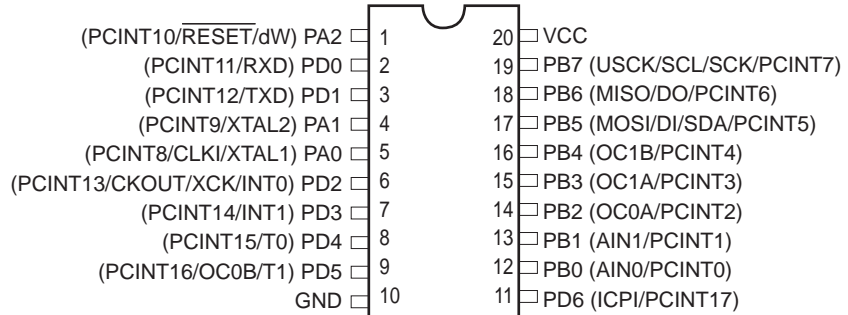 (PCINT10/RESET/dW) PA2 1 20 VCC
(PCINT11/RXD) PD0 2 19 PB7 (USCK/SCL/SCK/PCINT7)
(PCINT12/TXD) PD1 3 18 PB6 (MISO/DO/PCINT6)
(PCINT9/XTAL2) PA1 4 17 PB5 (MOSI/DI/SDA/PCINT5)
(PCINT8/CLKI/XTAL1) PA0 5 16 PB4 (OC1B/PCINT4)
(PCINT13/CKOUT/XCK/INT0) PD2 6 15 PB3 (OC1A/PCINT3)
(PCINT14/INT1) PD3 7 14 PB2 (OC0A/PCINT2)
(PCINT15/T0) PD4 8 13 PB1 (AIN1/PCINT1)
(PCINT16/OC0B/T1) PD5 9 12 PB0 (AIN0/PCINT0)
GND 10 11 PD6 (ICPI/PCINT17)